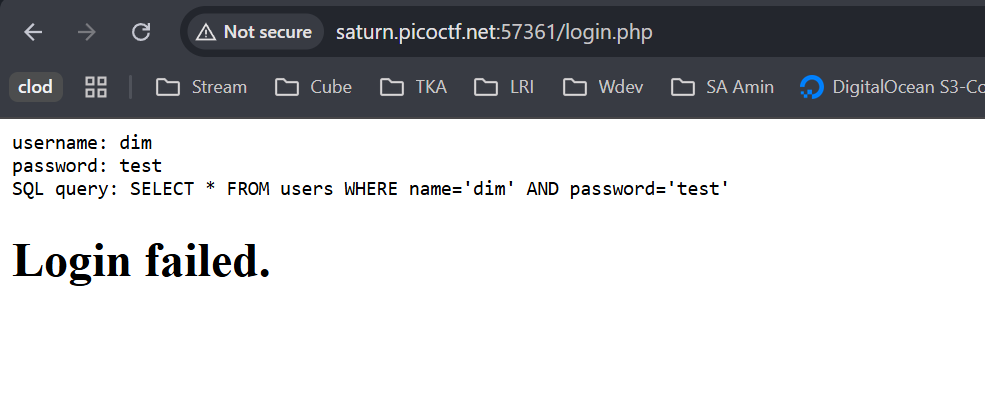 Not secure saturn.picoctf.net:57361/login.php
clod Stream Cube TKA LRI Wdev SA Amin DigitalOcean S3-Co
username: dim
password: test
SQL query: SELECT * FROM users WHERE name='dim' AND password='test'
Login failed.